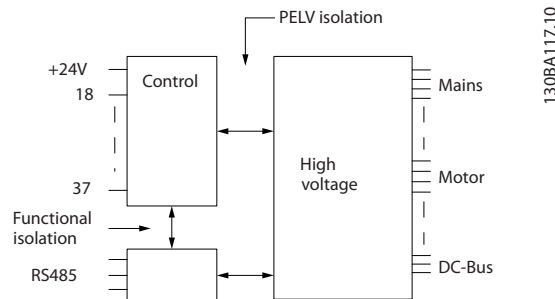 PELV isolation
130BA117.10
+24V
Control
18
Mains
High
voltage
37
Motor
Functional
isolation
RS485
DC-Bus